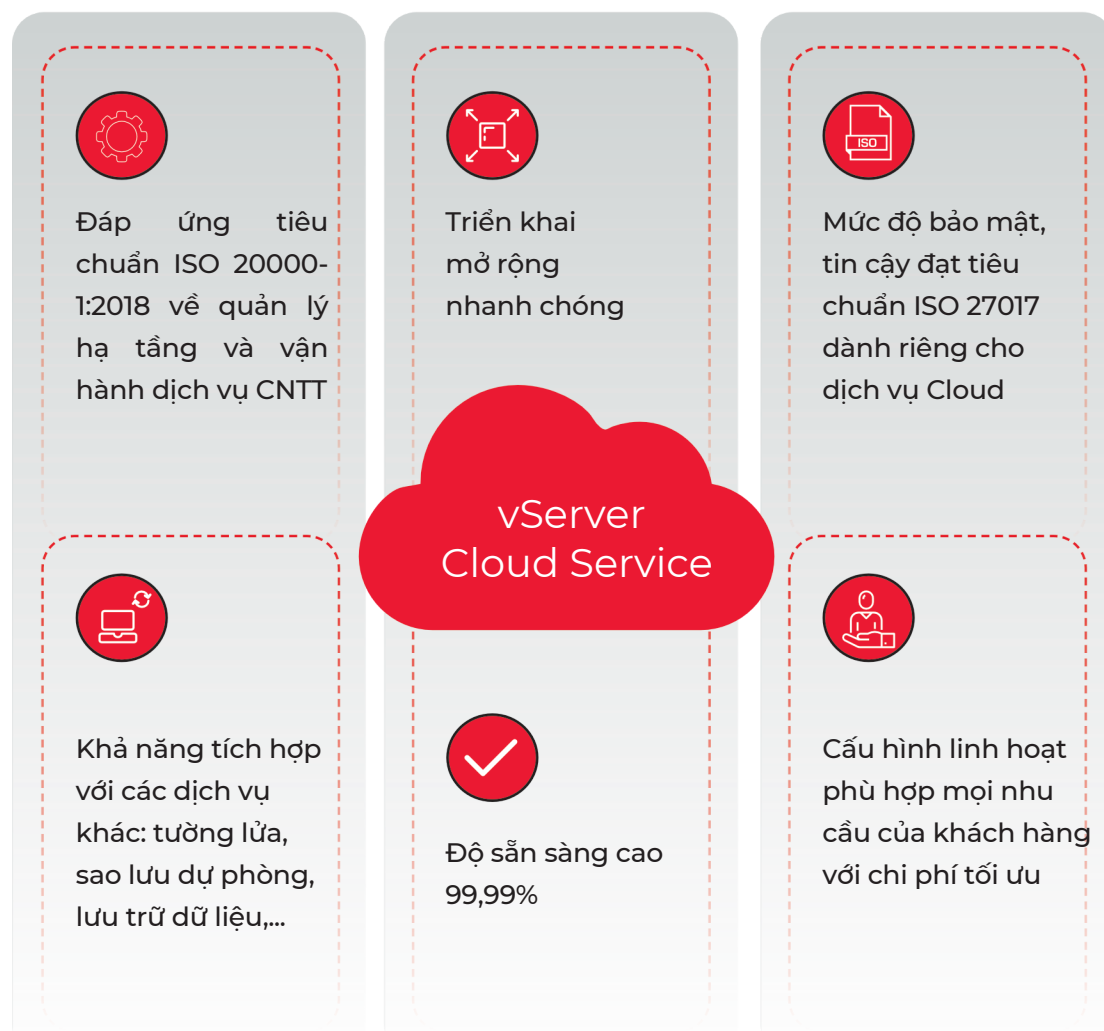 Đáp ứng tiêu
chuẩn ISO 20000-
1:2018 về quản lý
hạ tầng và vận
hành dịch vụ CNTT
Triển khai
mở rộng
nhanh chóng
ISO
Mức độ bảo mật,
tin cậy đạt tiêu
chuẩn ISO 27017
dành riêng cho
dịch vụ Cloud
vServer
Cloud Service
Khả năng tích hợp
với các dịch vụ
khác: tường lửa,
sao lưu dự phòng,
lưu trữ dữ liệu,...
Độ sẵn sàng cao
99,99%
Cấu hình linh hoạt
phù hợp mọi nhu
cầu của khách hàng
với chi phí tối ưu